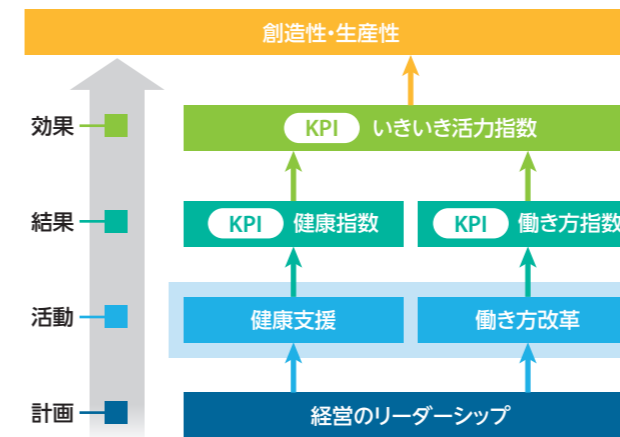 創造性・生産性
効果
KPI いきいき活力指数
結果
KPI 健康指数
KPI 働き方指数
活動
健康支援
働き方改革
計画
経営のリーダーシップ